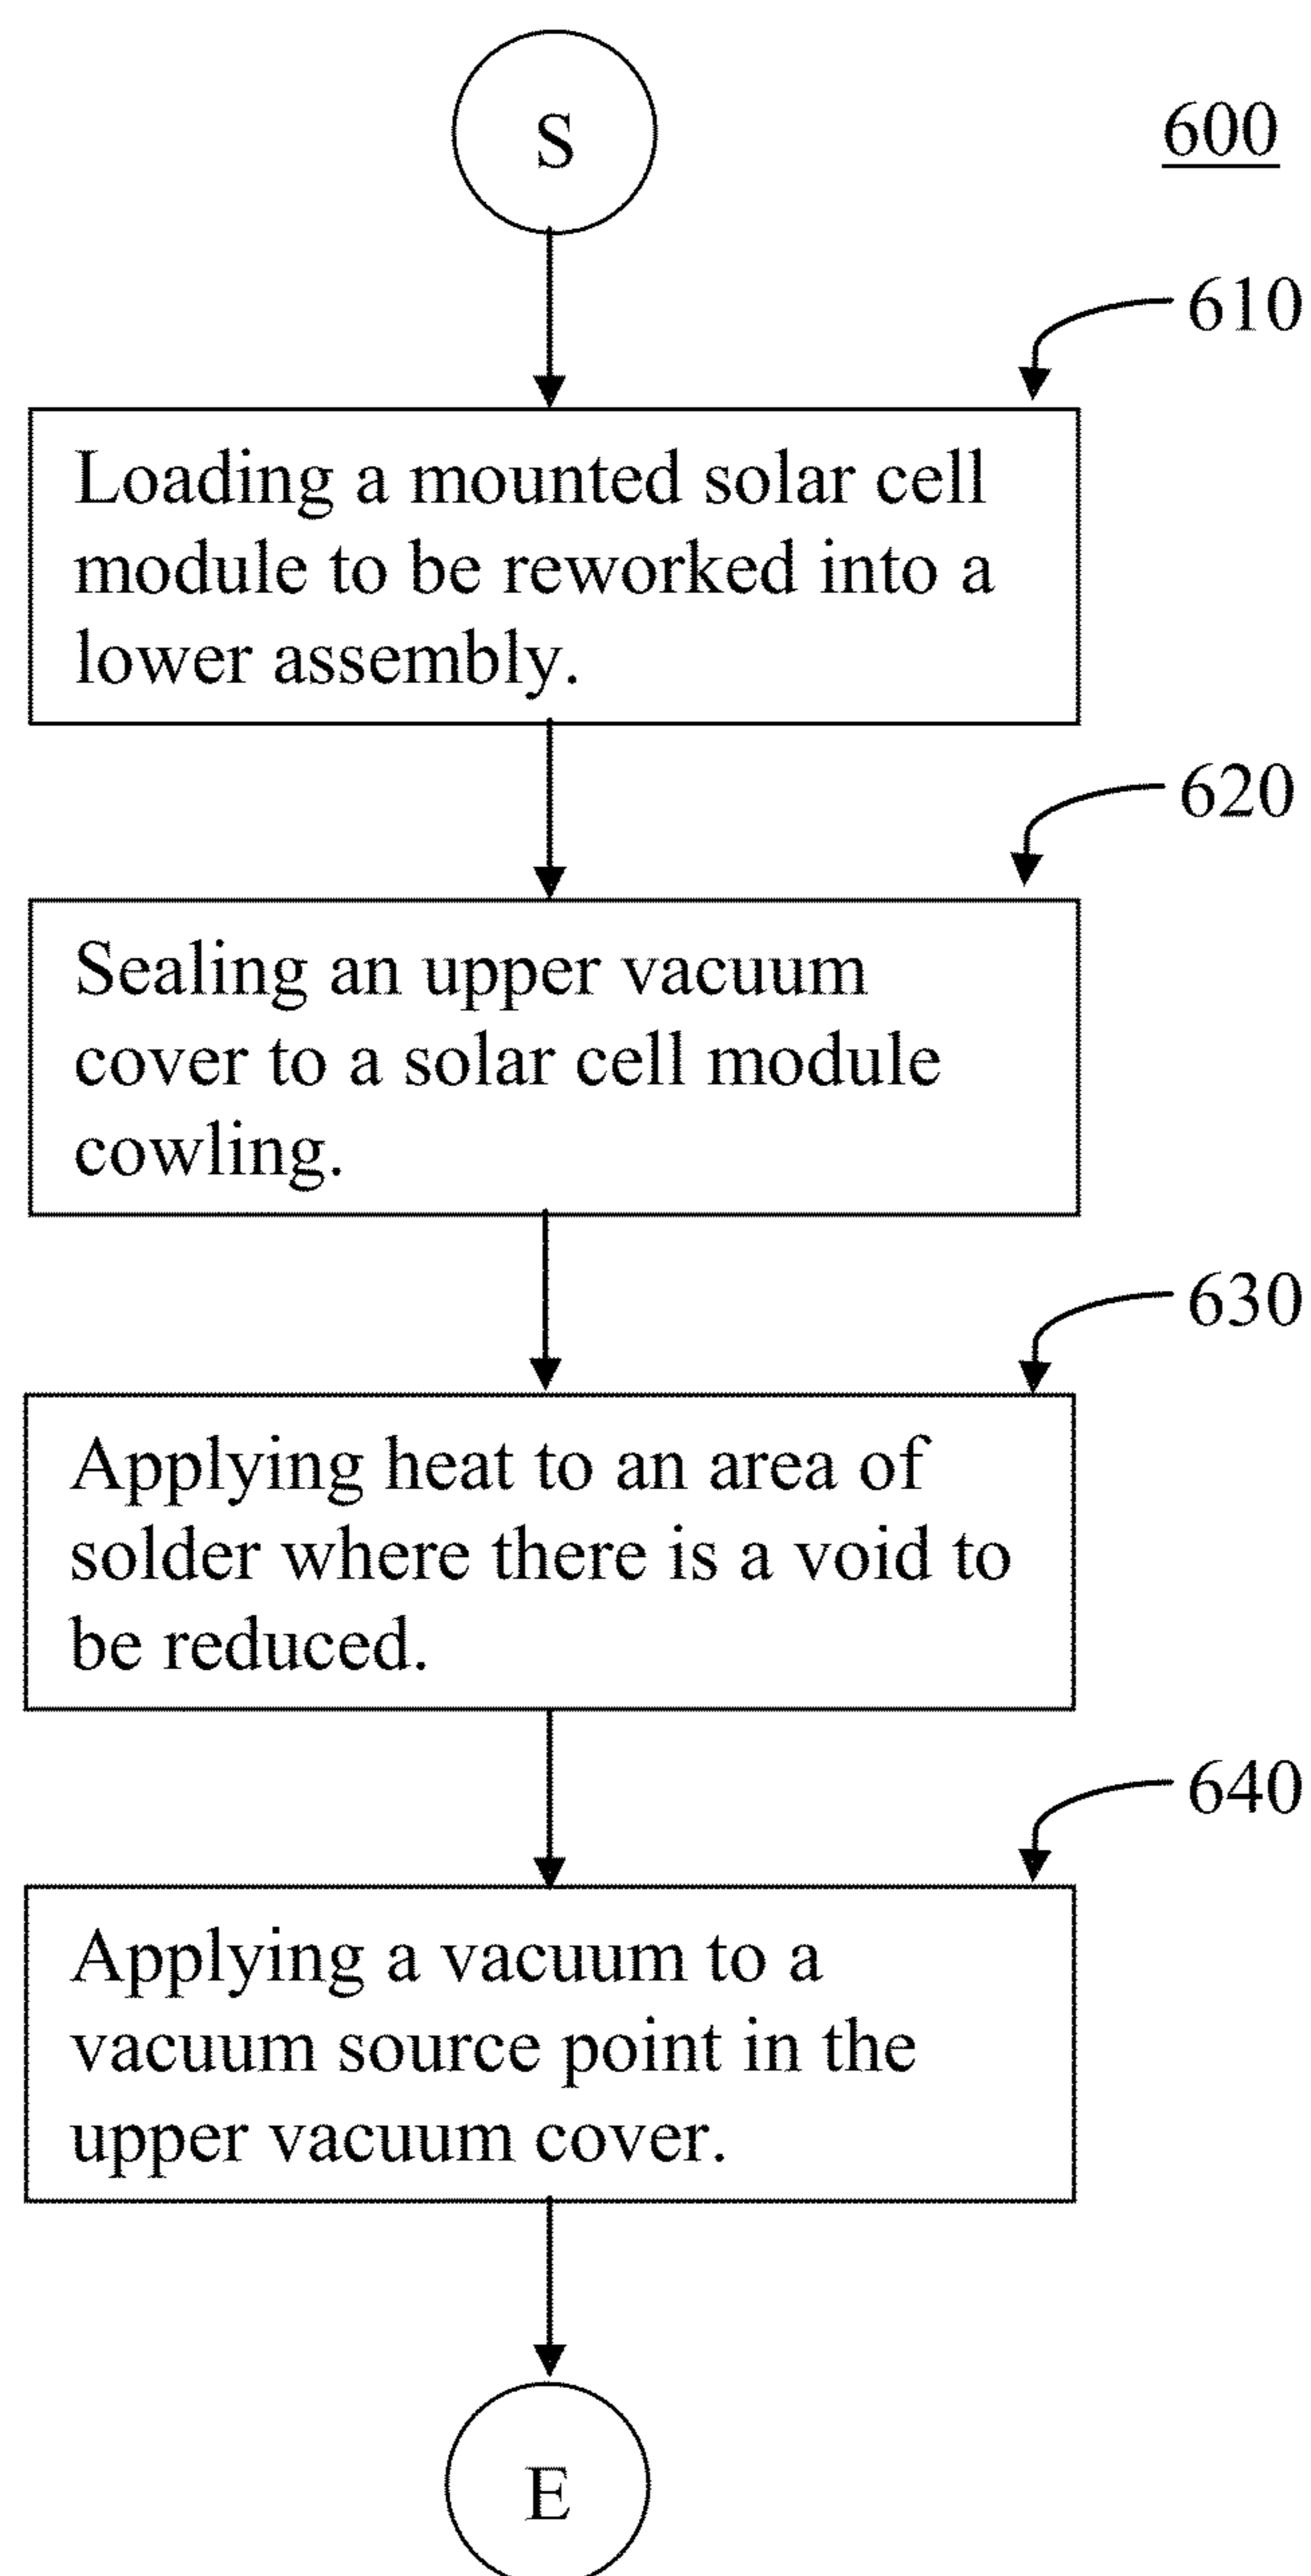 S
600
610
Loading a mounted solar cell
module to be reworked into a
lower assembly.
620
Sealing an upper vacuum
cover to a solar cell module
cowling.
630
Applying heat to an area of
solder where there is a void to
be reduced.
640
Applying a vacuum to a
vacuum source point in the
upper vacuum cover.
E